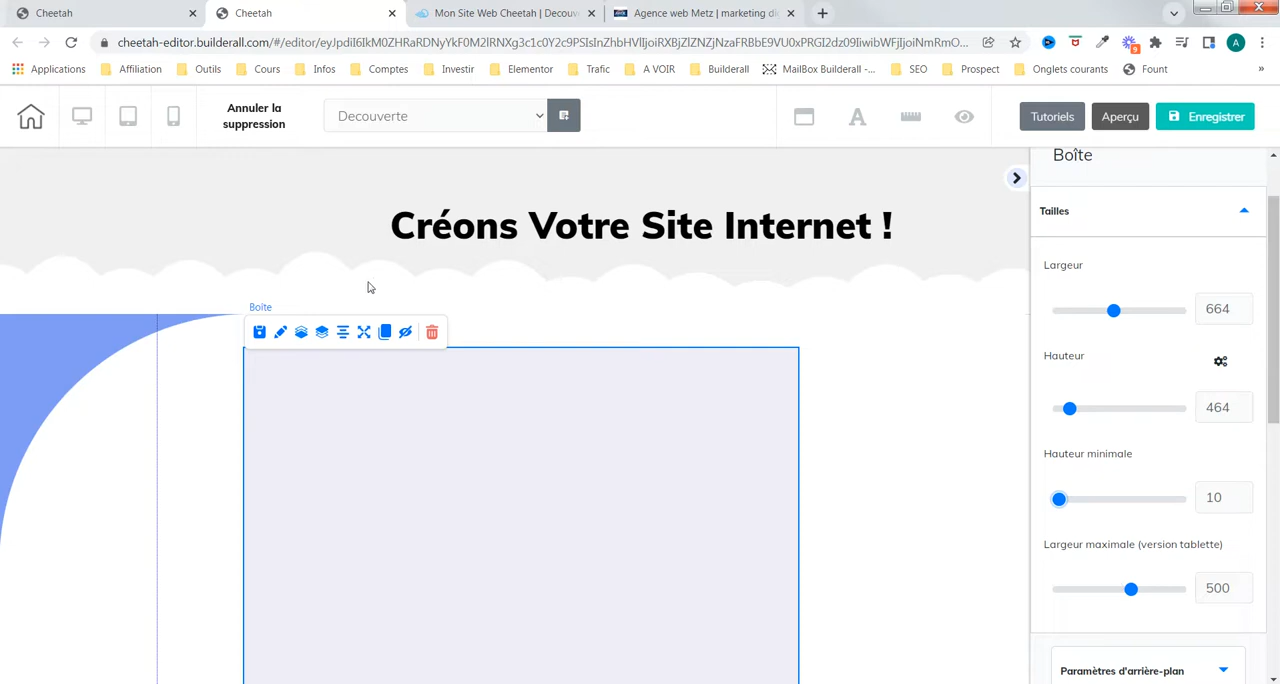 Cheetah
Cheetah
Mon Site Web Cheetah | Decouv
Agence web Metz | marketing di
cheetah-editor.builderall.com/#/editor/eyJpdiI6IkM0ZHRaRDNyYkF0M2lRNXg3c1c0Y2c9PSIsInZhbHVlIjoiRXBjZlZNZjNzaFRBbE9VU0xPRGI2dz09IiwibWFjIjoiNmRmO...
A
9
Applications
Affiliation
Outils
Cours
Infos
Comptes
Investir
Elementor
Trafic
A VOIR
Builderall
MailBox Builderall -...
SEO
Prospect
Onglets courants
Fount
»
Annuler la
suppression
Decouverte
A
Tutoriels
Aperçu
Enregistrer
Créons Votre Site Internet !
Boîte
Boîte
Tailles
Largeur
664
Hauteur
464
Hauteur minimale
10
Largeur maximale (version tablette)
500
Paramètres d'arrière-plan